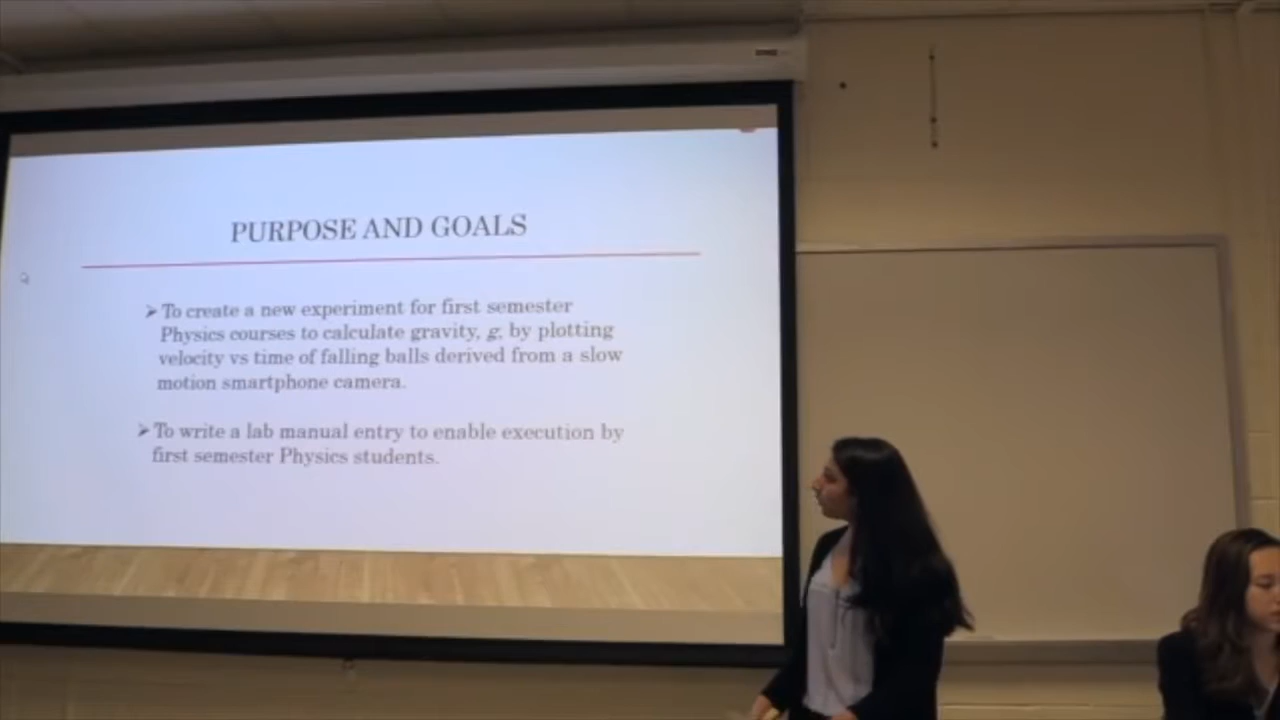 PURPOSE AND GOALS
➢ To create a new experiment for first semester
Physics courses to calculate gravity, g, by plotting
velocity vs time of falling balls derived from a slow
motion smartphone camera.
➢ To write a lab manual entry to enable execution by
first semester Physics students.